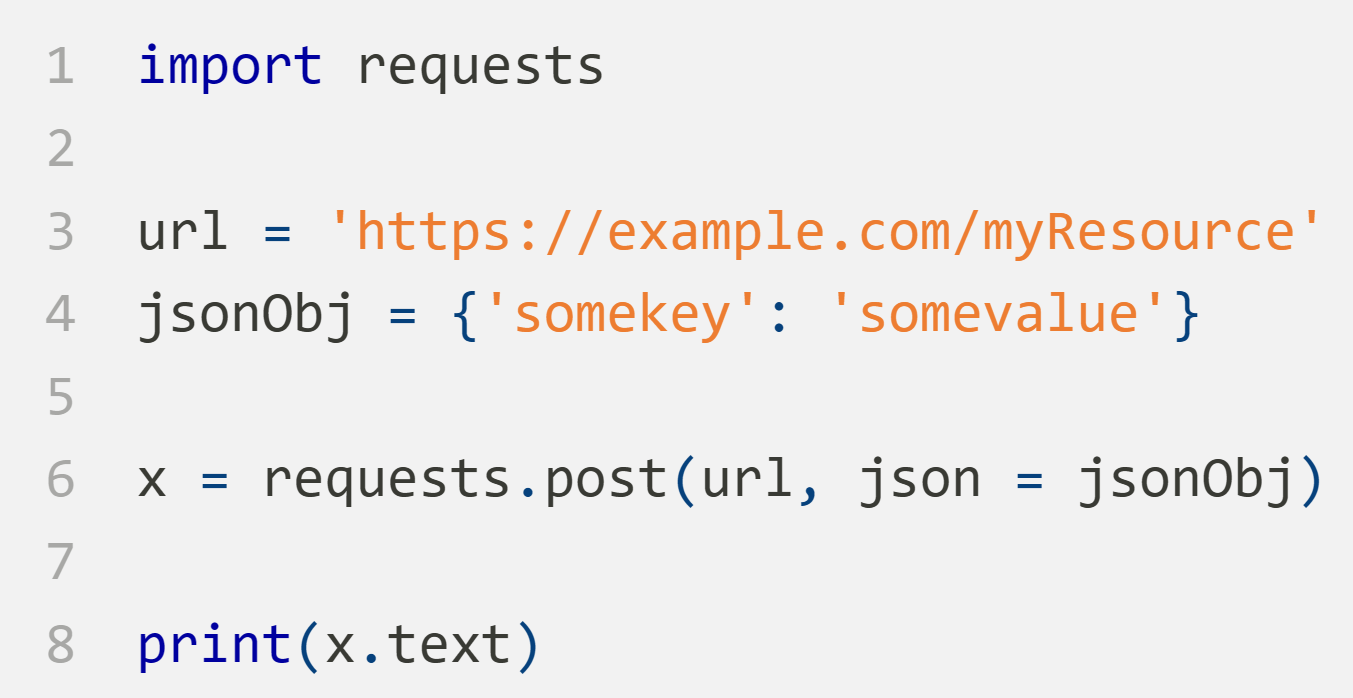 1 import requests
2
3 url = 'https://example.com/myResource'
4 jsonObj = {'somekey': 'somevalue'}
5
6 x = requests.post(url, json = jsonObj)
7
8 print(x.text)